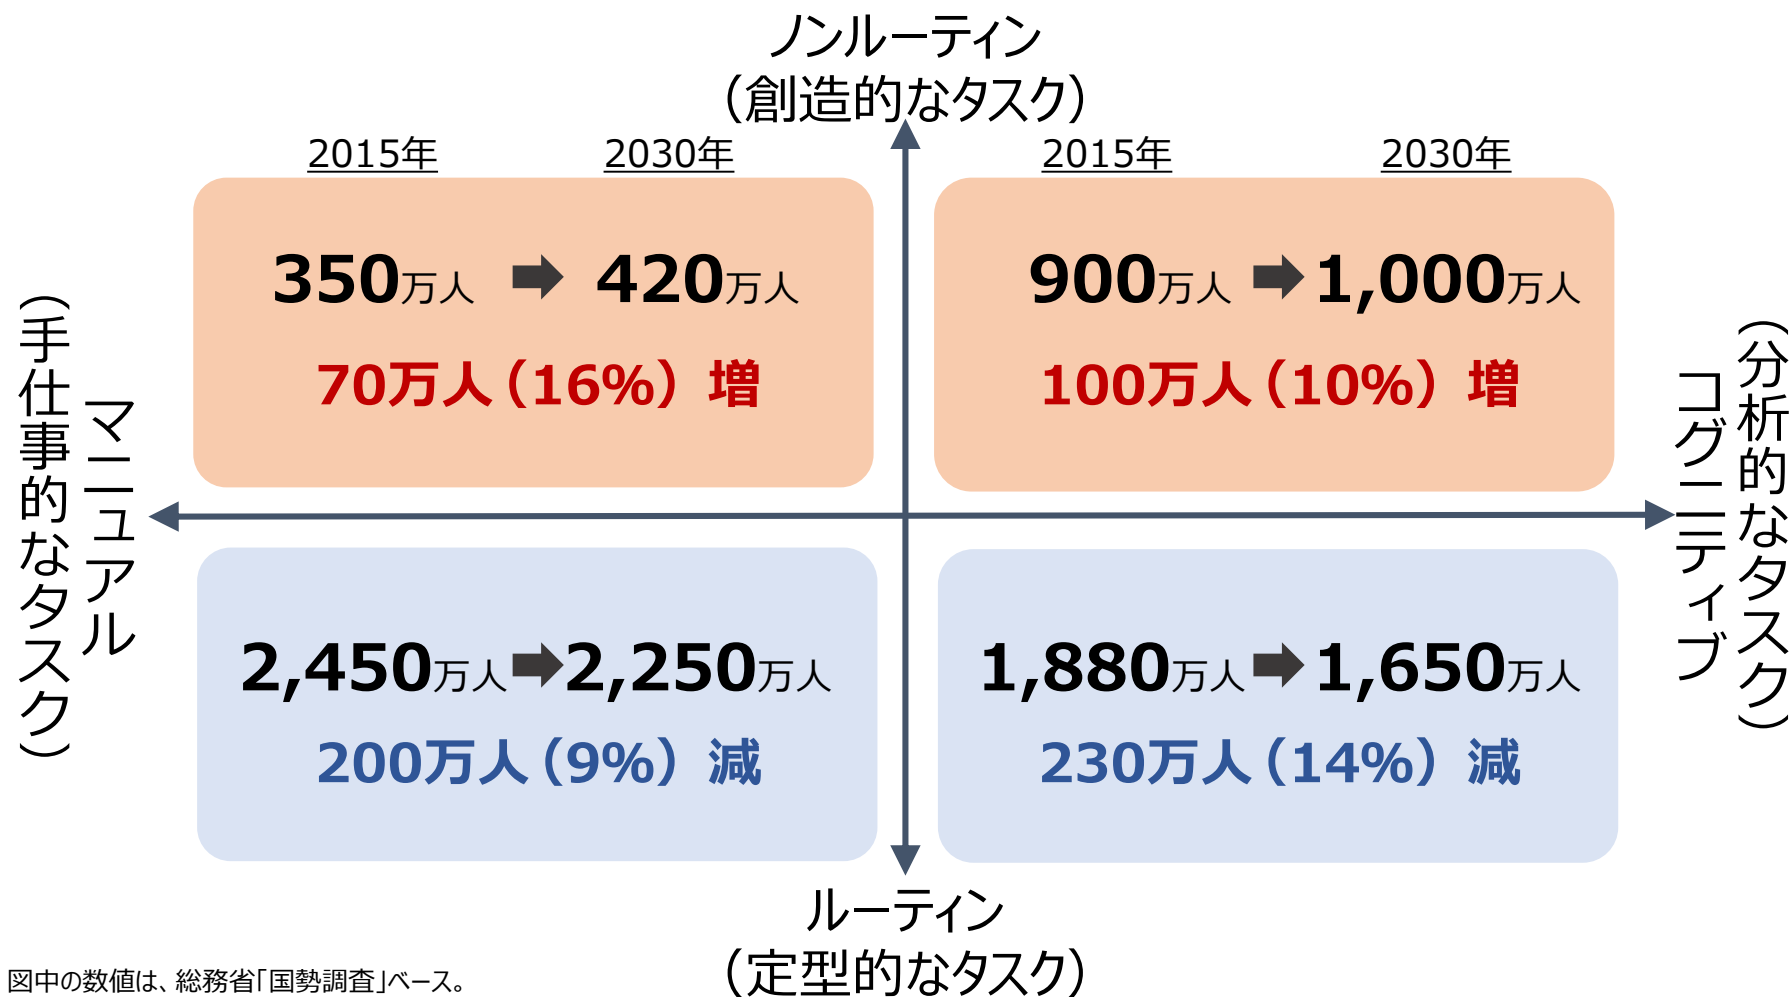 ノンルーティン
（創造的なタスク）
2015年 2030年 2015年 2030年
350万人 420万人
70万人（16%）増
900万人 1,000万人
100万人（10%）増
マニュアル
（手仕事的なタスク）
（分析的なタスク）
コグニティブ
2,450万人 2,250万人
200万人（9%）減
1,880万人 1,650万人
230万人（14%）減
ルーティン
（定型的なタスク）
図中の数値は、総務省「国勢調査」ベース。